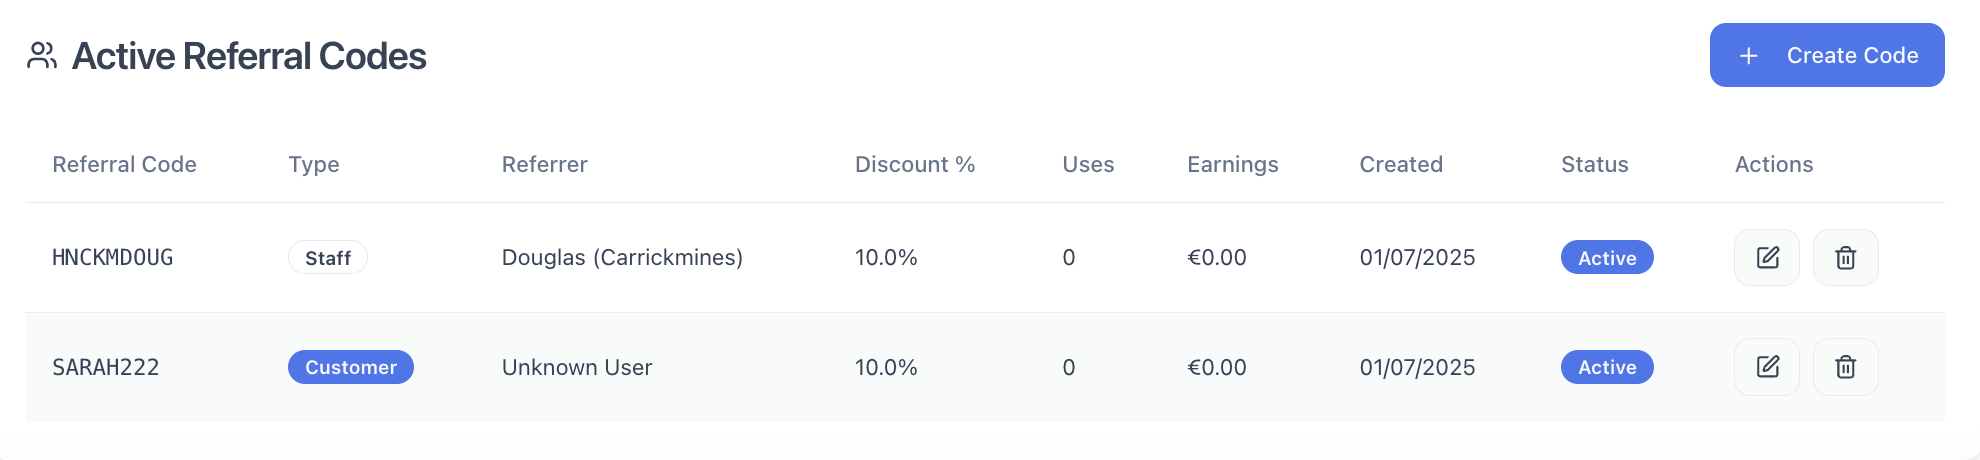 Active Referral Codes
Create Code
Referral Code Type Referrer Discount % Uses Earnings Created Status Actions
HNCKMDOUG Staff Douglas (Carrickmines) 10.0% 0 €0.00 01/07/2025 Active
SARAH222 Customer Unknown User 10.0% 0 €0.00 01/07/2025 Active